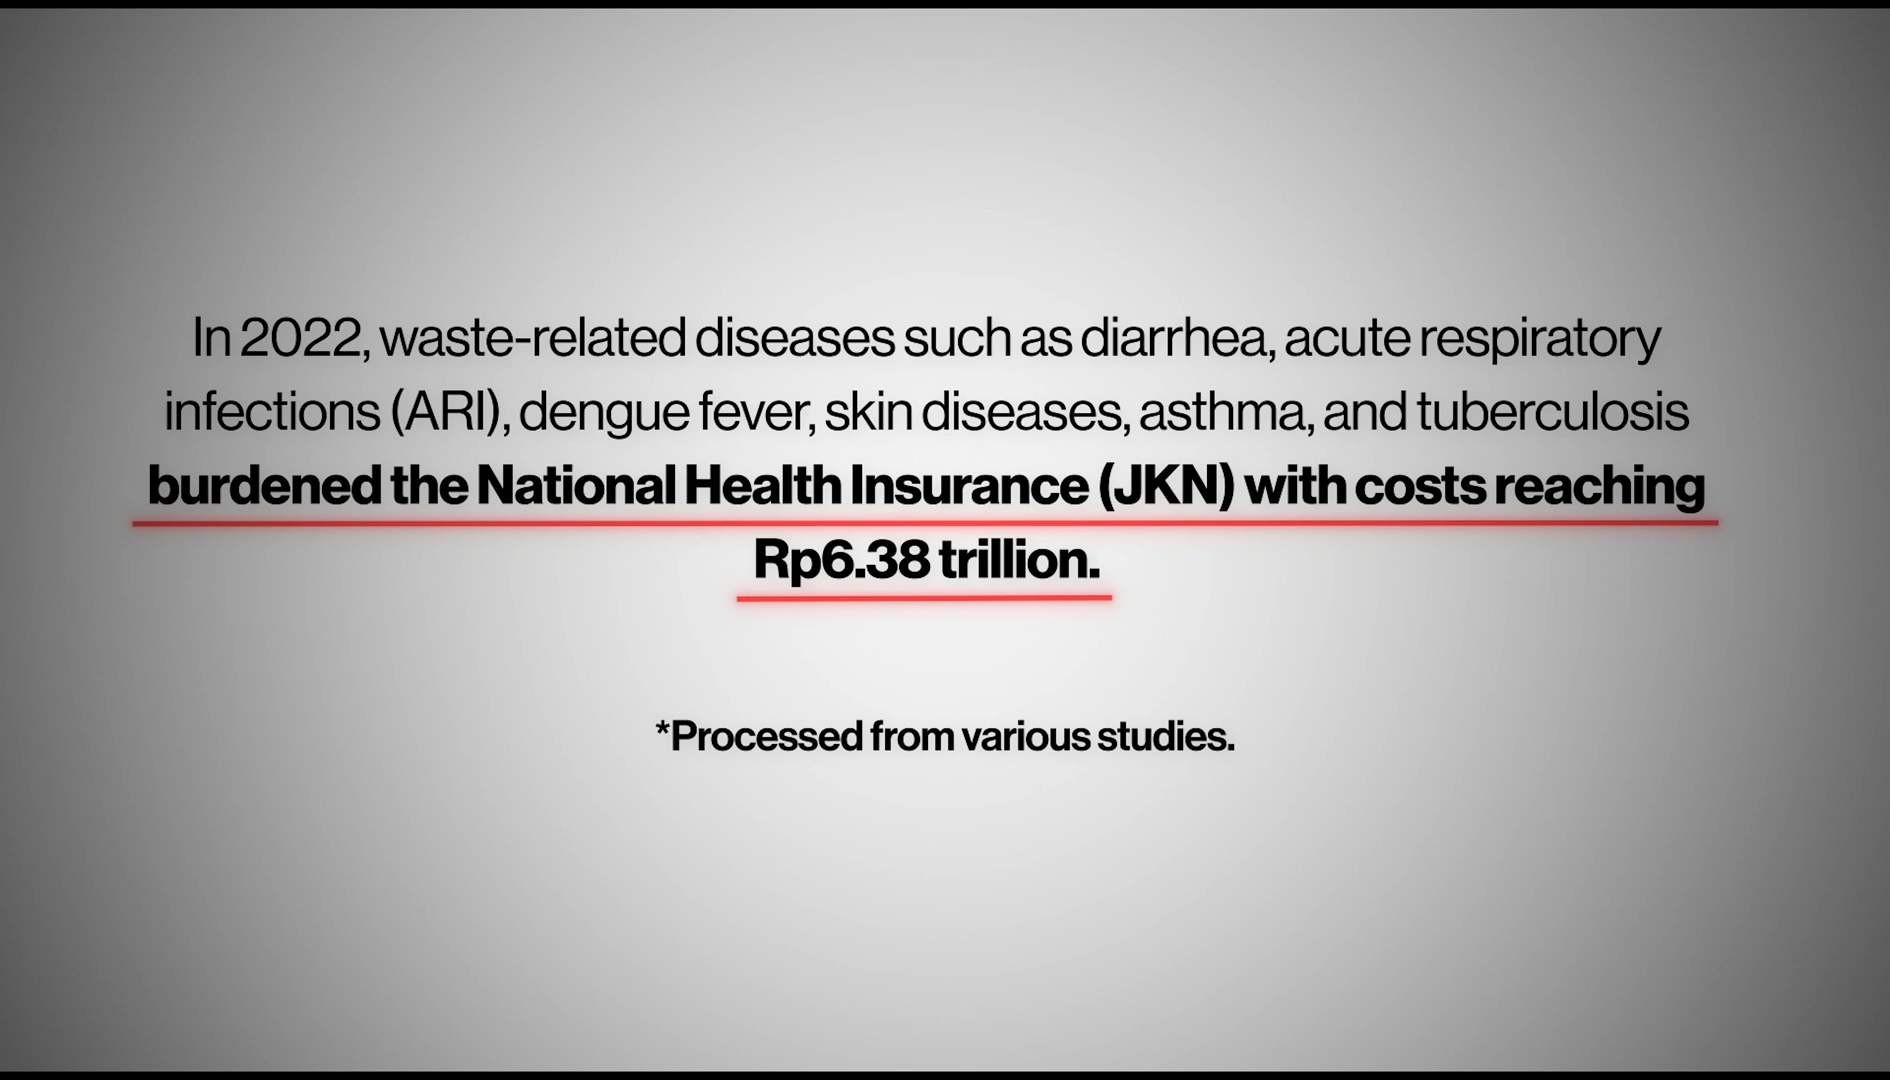 In 2022, waste-related diseases such as diarrhea, acute respiratory
infections (ARI), dengue fever, skin diseases, asthma, and tuberculosis
burdened the National Health Insurance (JKN) with costs reaching
Rp6.38 trillion.
*Processed from various studies.